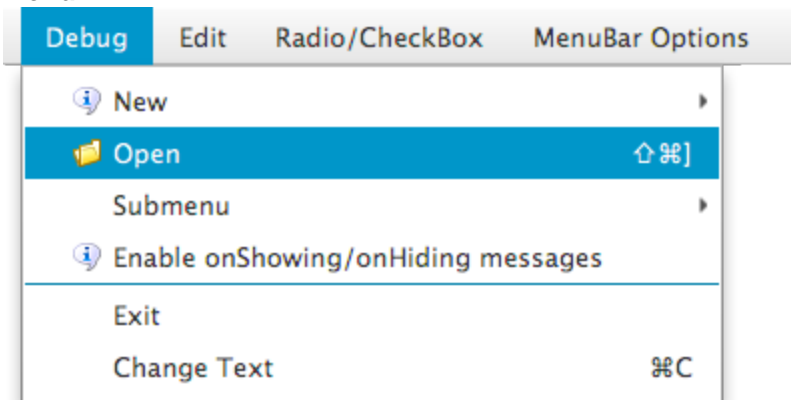 Debug Edit Radio/CheckBox MenuBar Options
New
Open ⇧⌘]
Submenu
Enable onShowing/onHiding messages
Exit
Change Text ⌘C